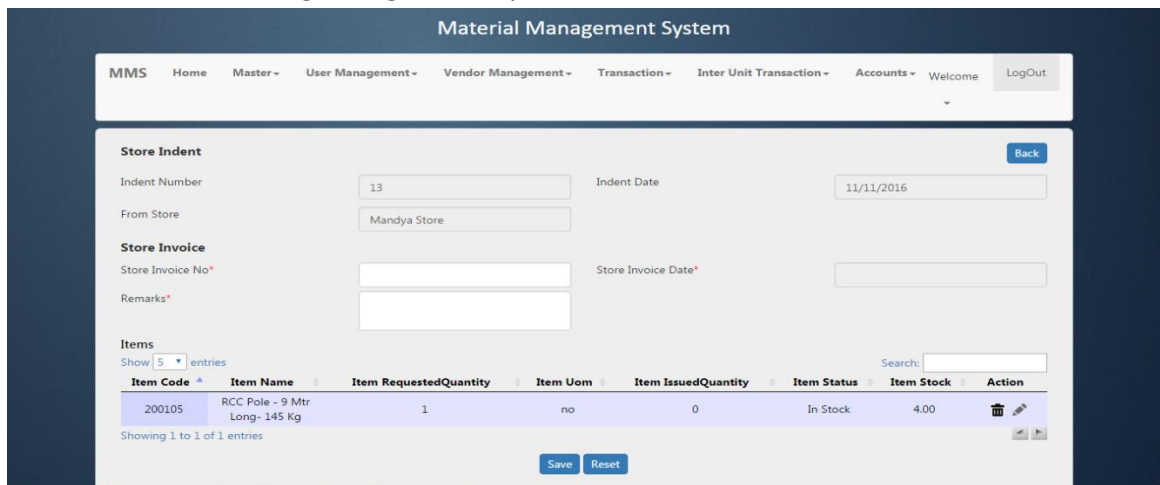 Material Management System
MMS Home Master User Management Vendor Management Transaction Inter Unit Transaction Accounts Welcome LogOut
Store Indent Back
Indent Number 13 Indent Date 11/11/2016
From Store Mandya Store
Store Invoice
Store Invoice No* Store Invoice Date*
Remarks*
Items
Show 5 entries Search:
Item Code Item Name Item RequestedQuantity Item Uom Item IssuedQuantity Item Status Item Stock Action
200105 RCC Pole - 9 Mtr Long- 145 Kg 1 no 0 In Stock 4.00
Showing 1 to 1 of 1 entries
Save Reset